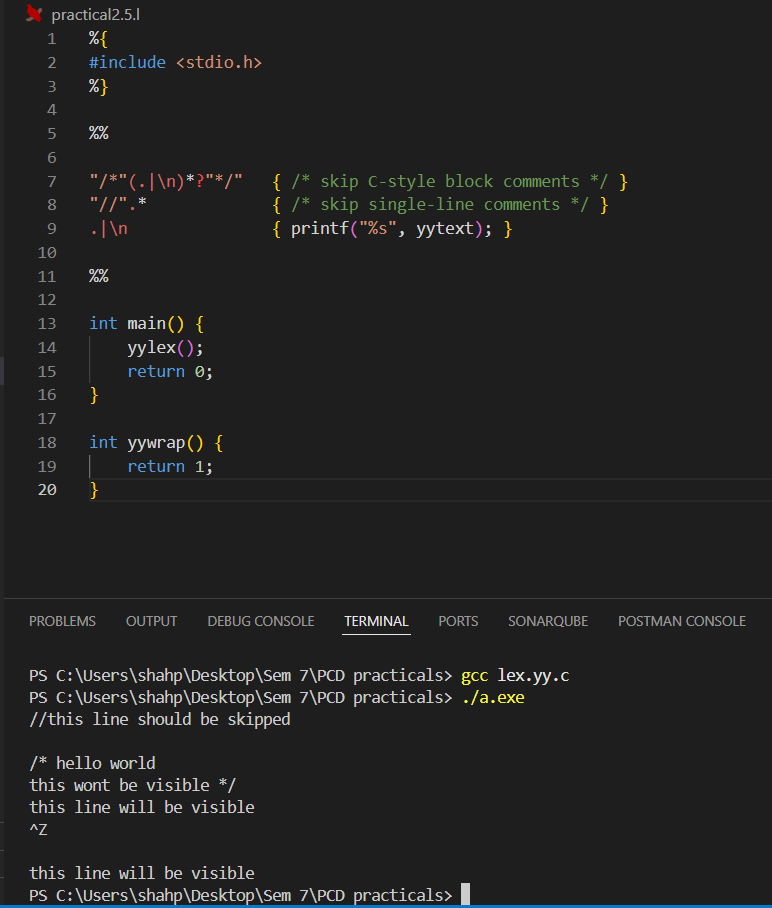 practical2.5.l
1 %{
2 #include <stdio.h>
3 %}
4
5 %%
6
7 "/*"(.|\n)*?"*/"   { /* skip C-style block comments */ }
8 "//".*             { /* skip single-line comments */ }
9 .|\n               { printf("%s", yytext); }
10
11 %%
12
13 int main() {
14     yylex();
15     return 0;
16 }
17
18 int yywrap() {
19     return 1;
20 }
PROBLEMS OUTPUT DEBUG CONSOLE TERMINAL PORTS SONARQUBE POSTMAN CONSOLE
PS C:\Users\shahp\Desktop\Sem 7\PCD practicals> gcc lex.yy.c
PS C:\Users\shahp\Desktop\Sem 7\PCD practicals> ./a.exe
//this line should be skipped

/* hello world
this wont be visible */
this line will be visible
^Z

this line will be visible
PS C:\Users\shahp\Desktop\Sem 7\PCD practicals>